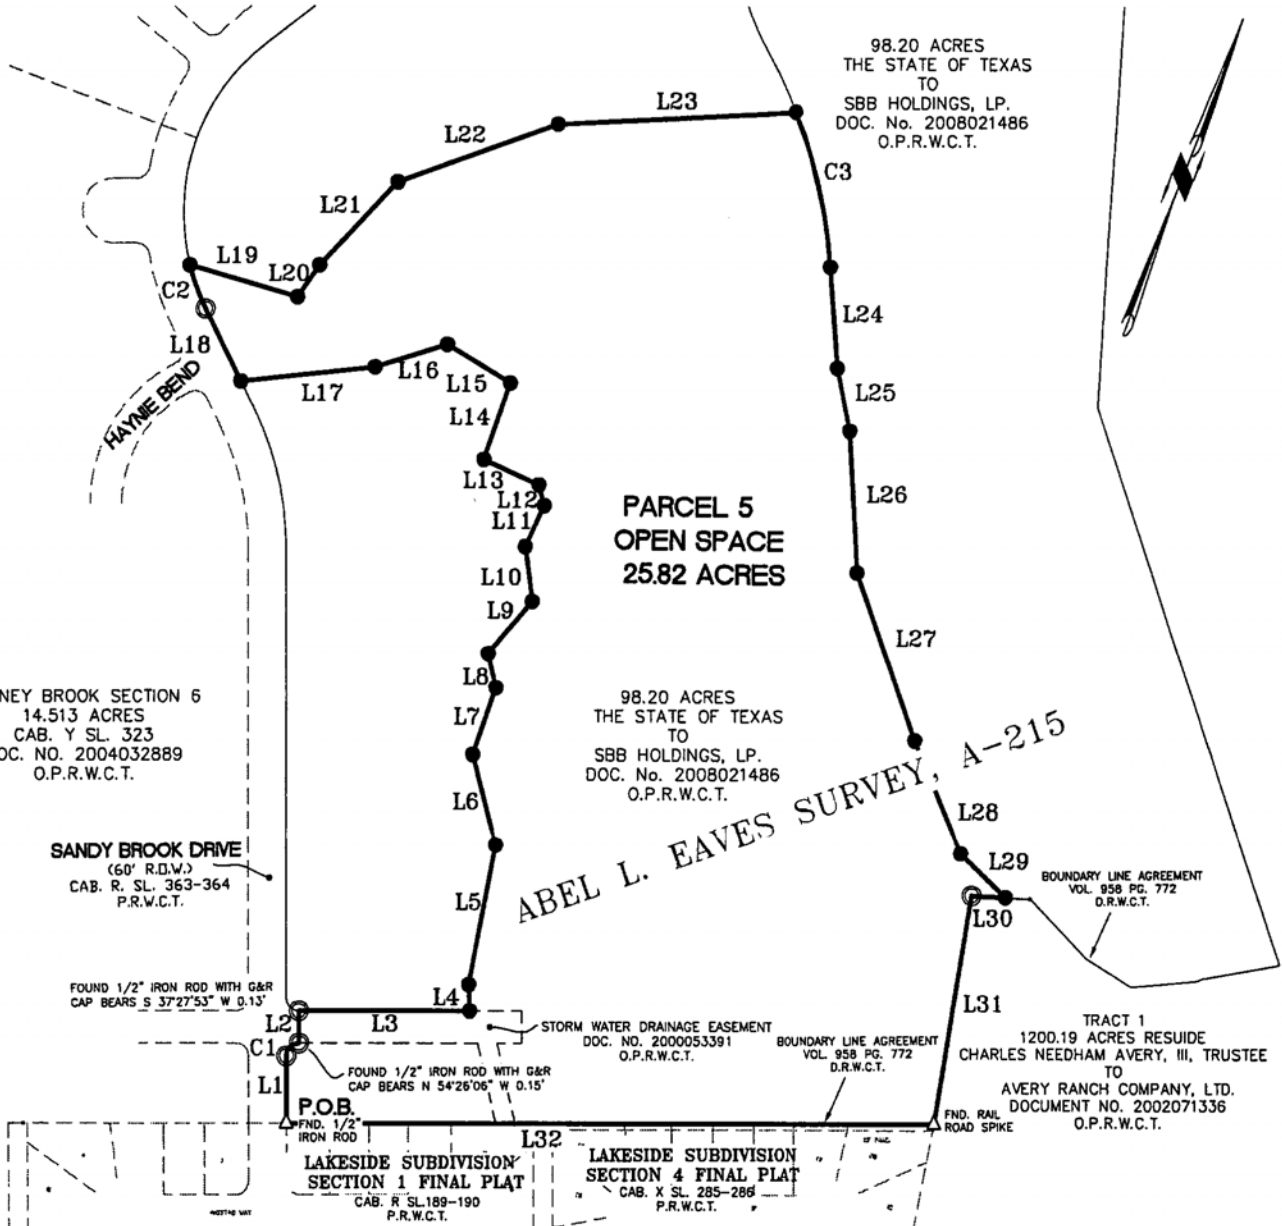 98.20 ACRES
THE STATE OF TEXAS
TO
SBB HOLDINGS, LP.
DOC. No. 2008021486
O.P.R.W.C.T.
L23
L22
C3
L21
L19
L20
C2
L18
L24
L16
L17
L15
L25
HAYNIE BEND
L14
L13
L12
L11
L26
PARCEL 5
OPEN SPACE
25.82 ACRES
L10
L9
L27
L8
L7
NEY BROOK SECTION 6
14.513 ACRES
CAB. Y SL. 323
OC. NO. 2004032889
O.P.R.W.C.T.
98.20 ACRES
THE STATE OF TEXAS
TO
SBB HOLDINGS, LP.
DOC. No. 2008021486
O.P.R.W.C.T.
ABEL L. EAVES SURVEY, A-215
L6
L28
L29
SANDY BROOK DRIVE
(60' R.O.W.)
CAB. R. SL. 363-364
P.R.W.C.T.
L5
BOUNDARY LINE AGREEMENT
VOL. 958 PG. 772
D.R.W.C.T.
L30
FOUND 1/2" IRON ROD WITH G&R
CAP BEARS S 37°27'53" W 0.13'
L4
L2
L3
L31
STORM WATER DRAINAGE EASEMENT
DOC. NO. 2000053391
O.P.R.W.C.T.
BOUNDARY LINE AGREEMENT
VOL. 958 PG. 772
D.R.W.C.T.
TRACT 1
1200.19 ACRES RESUIDE
CHARLES NEEDHAM AVERY, III, TRUSTEE
TO
AVERY RANCH COMPANY, LTD.
DOCUMENT NO. 2002071336
O.P.R.W.C.T.
C1
FOUND 1/2" IRON ROD WITH G&R
CAP BEARS N 54°26'06" W 0.15'
L1
P.O.B.
FND. 1/2"
IRON ROD
FND. RAIL
ROAD SPIKE
L32
LAKESIDE SUBDIVISION
SECTION 1 FINAL PLAT
CAB. R SL.189-190
P.R.W.C.T.
LAKESIDE SUBDIVISION
SECTION 4 FINAL PLAT
CAB. X SL. 285-286
P.R.W.C.T.